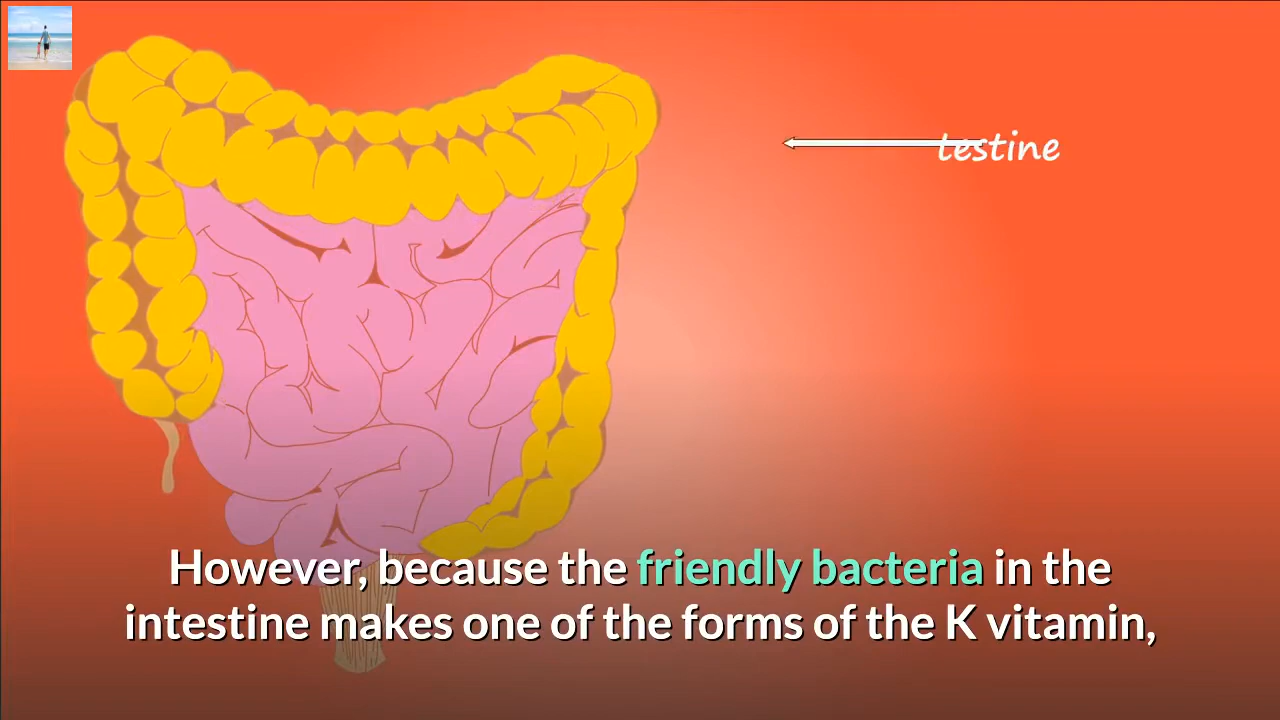 testine
However, because the friendly bacteria in the
intestine makes one of the forms of the K vitamin,